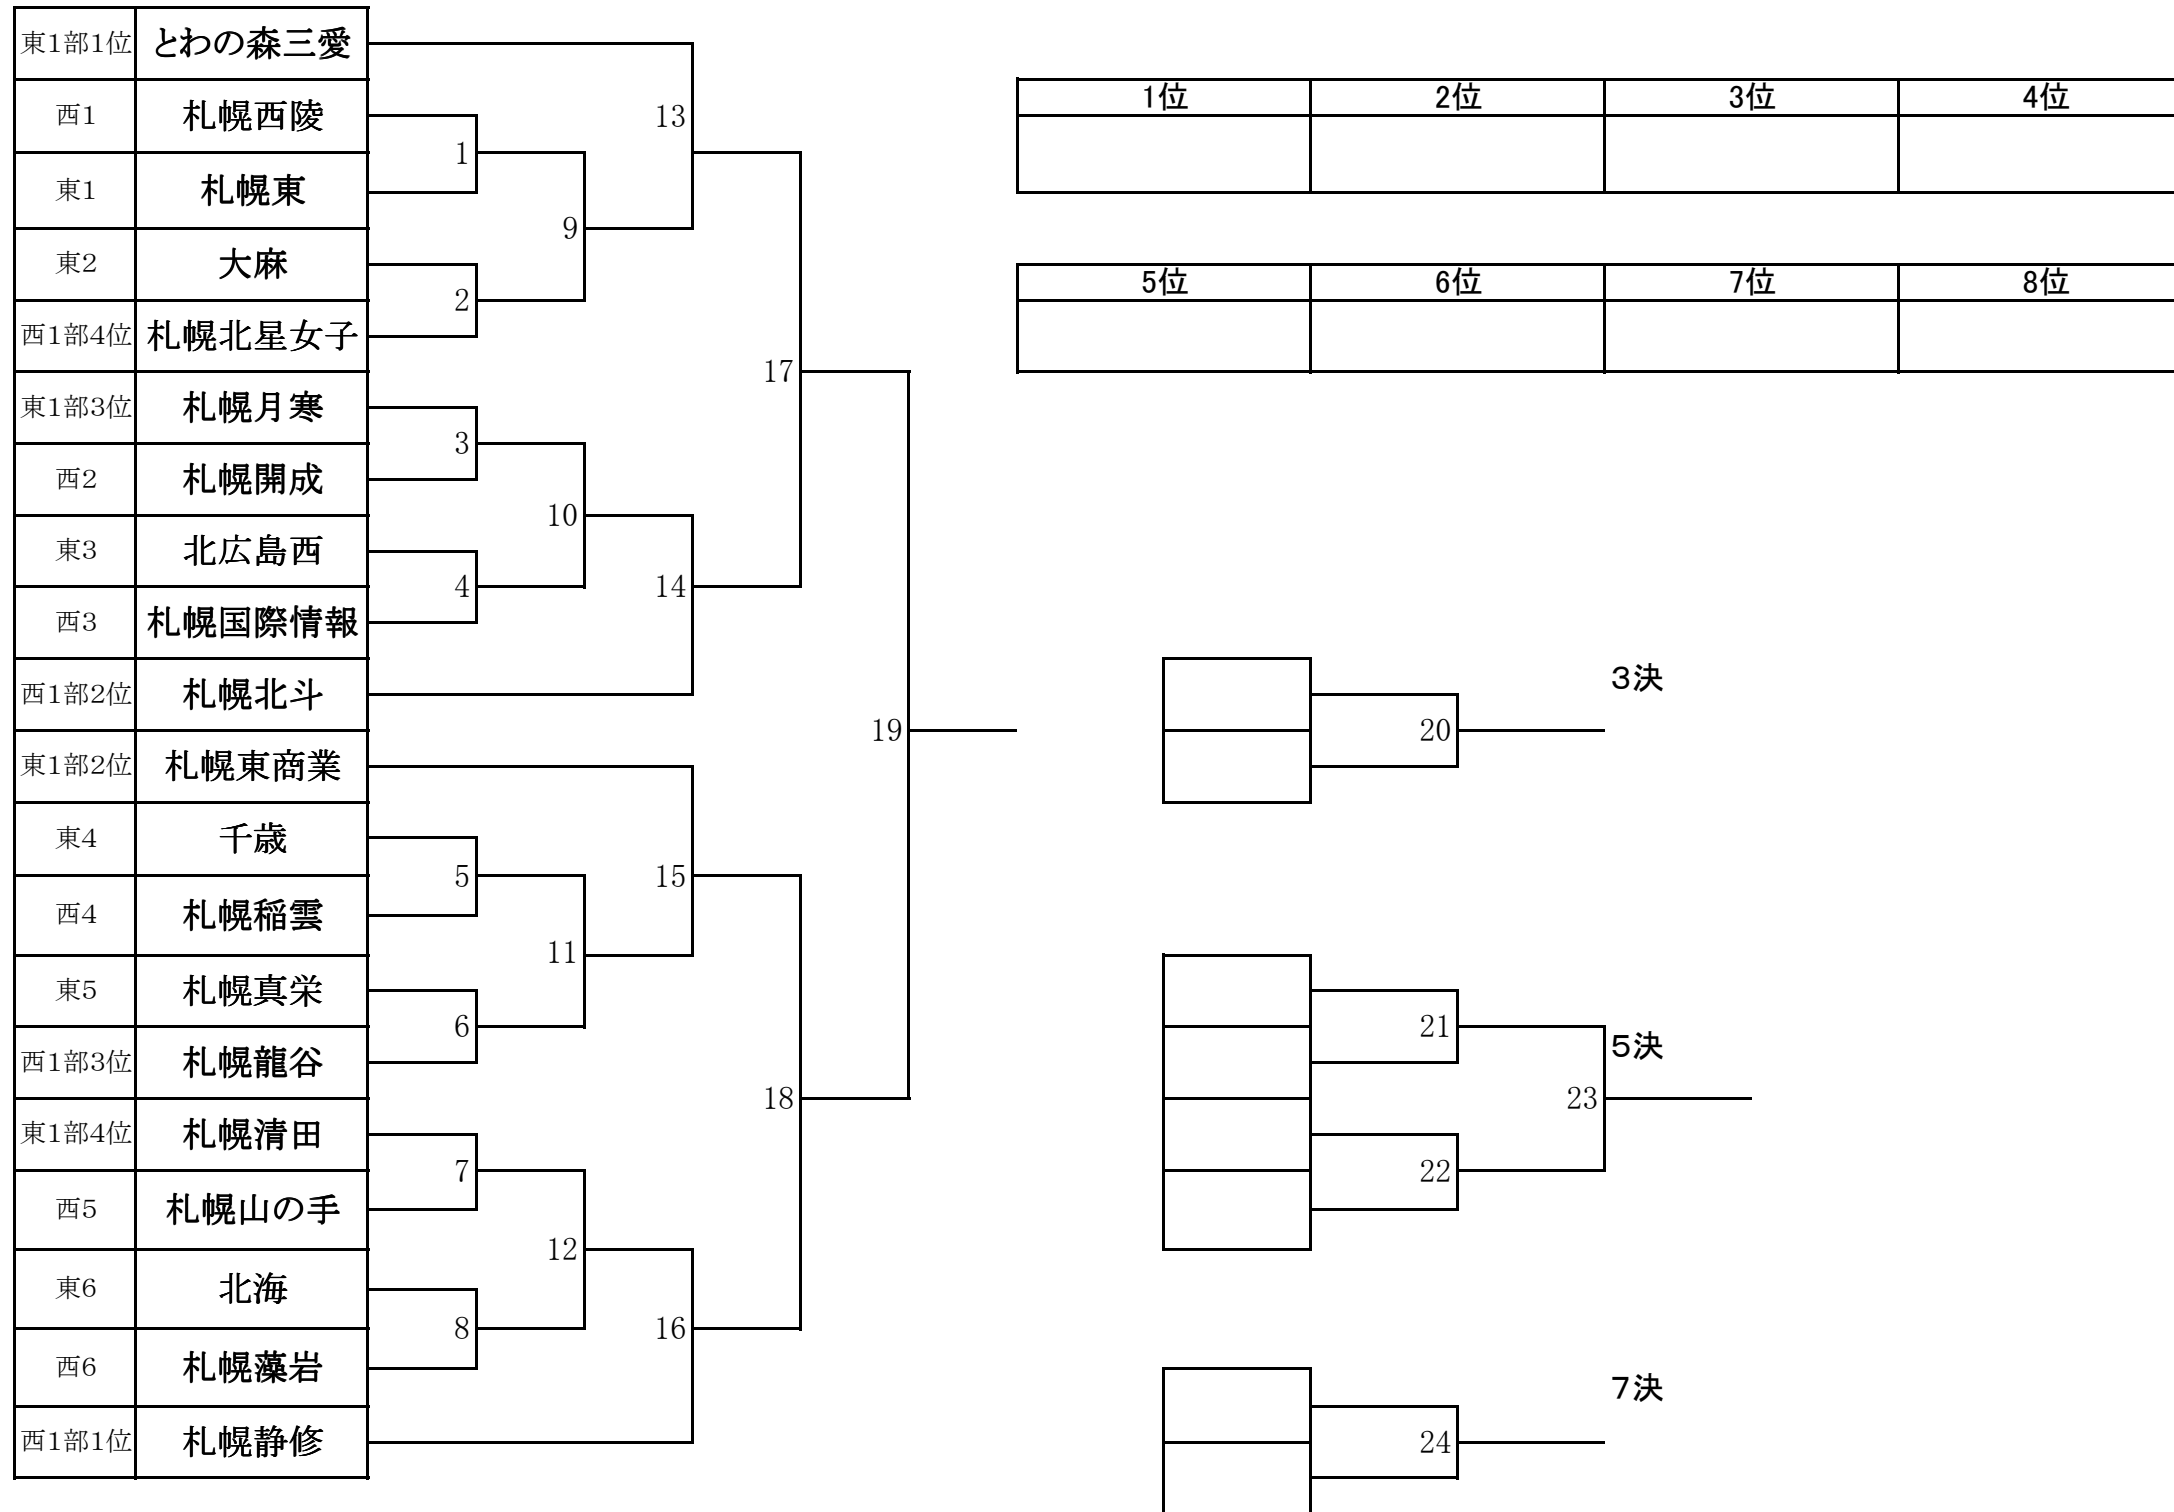 東1部1位 とわの森三愛
西1 札幌西陵
東1 札幌東
東2 大麻
西1部4位 札幌北星女子
東1部3位 札幌月寒
西2 札幌開成
東3 北広島西
西3 札幌国際情報
西1部2位 札幌北斗
東1部2位 札幌東商業
東4 千歳
西4 札幌稲雲
東5 札幌真栄
西1部3位 札幌龍谷
東1部4位 札幌清田
西5 札幌山の手
東6 北海
西6 札幌藻岩
西1部1位 札幌静修
1
2
3
4
5
6
7
8
9
10
11
12
13
14
15
16
17
18
19
1位 2位 3位 4位
5位 6位 7位 8位
3決
20
21
5決
23
22
7決
24